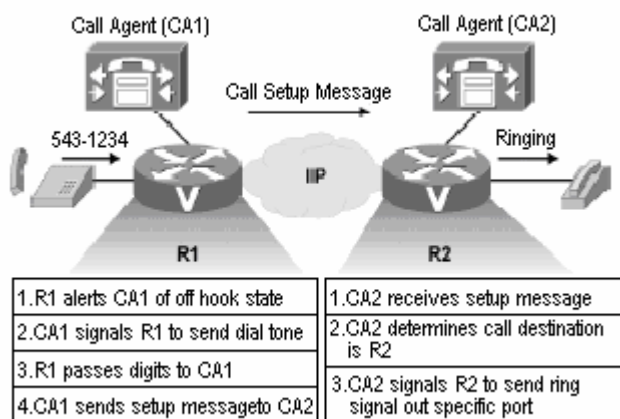 Call Agent (CA1)
Call Agent (CA2)
Call Setup Message
543-1234
Ringing
V
IP
V
R1
R2
1.R1 alerts CA1 of off hook state
2.CA1 signals R1 to send dial tone
3.R1 passes digits to CA1
4.CA1 sends setup messageto CA2
1.CA2 receives setup message
2.CA2 determines call destination
is R2
3.CA2 signals R2 to send ring
signal out specific port